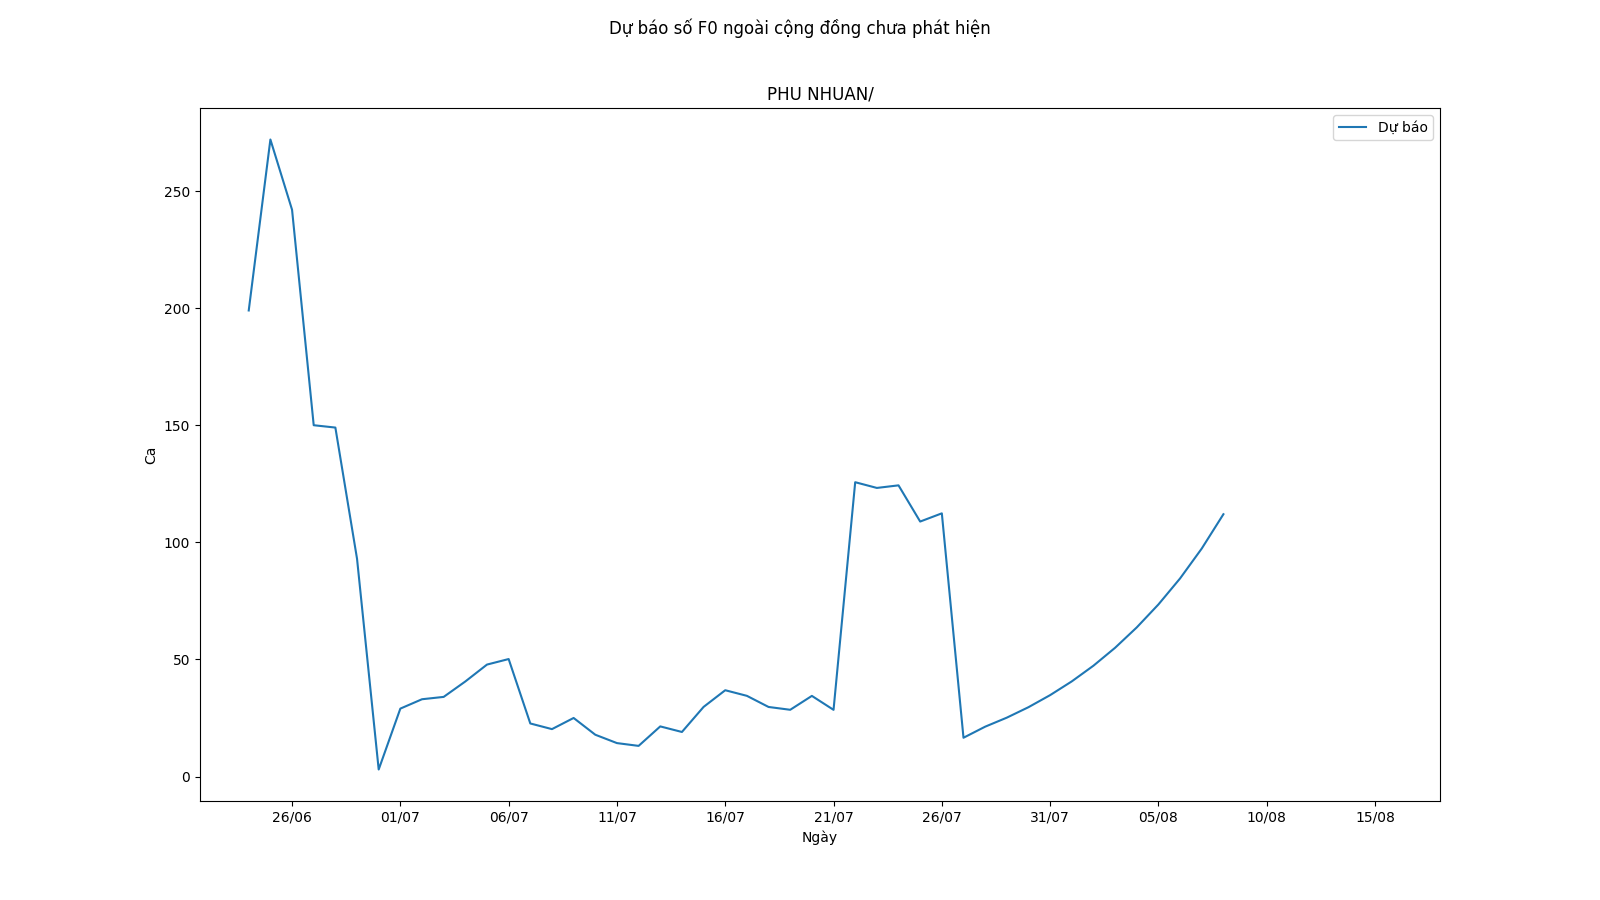 Dự báo số F0 ngoài cộng đồng chưa phát hiện
PHU NHUAN/
Dự báo
250
200
150
100
50
0
Ca
26/06 01/07 06/07 11/07 16/07 21/07 26/07 31/07 05/08 10/08 15/08
Ngày